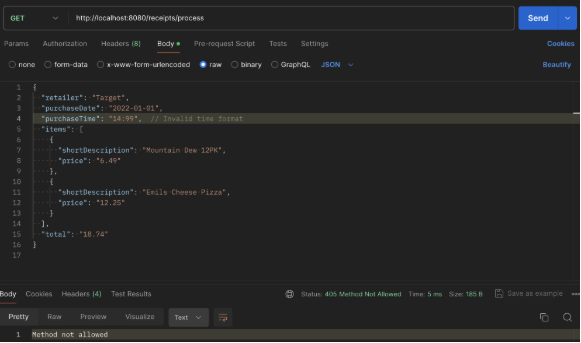 GET http://localhost:8080/receipts/process Send
Params Authorization Headers (8) Body Pre-request Script Tests Settings Cookies
none form-data x-www-form-urlencoded raw binary GraphQL JSON Beautify
1 {
2 "retailer": "Target",
3 "purchaseDate": "2022-01-01",
4 "purchaseTime": "14:99", // Invalid time format
5 "items": [
6 {
7 "shortDescription": "Mountain Dew 12PK",
8 "price": "6.49"
9 },
10 {
11 "shortDescription": "Emils Cheese Pizza",
12 "price": "12.25"
13 }
14 ],
15 "total": "18.74"
16 }
17
Body Cookies Headers (4) Test Results Status: 405 Method Not Allowed Time: 5 ms Size: 185 B Save as example
Pretty Raw Preview Visualize Text
1 Method not allowed